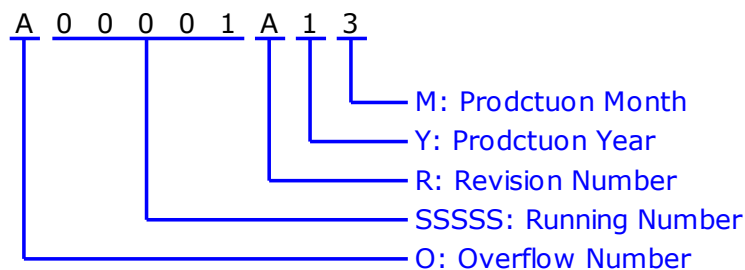 A 0 0 0 0 1 A 1 3
M: Prodctuon Month
Y: Prodctuon Year
R: Revision Number
SSSSS: Running Number
O: Overflow Number